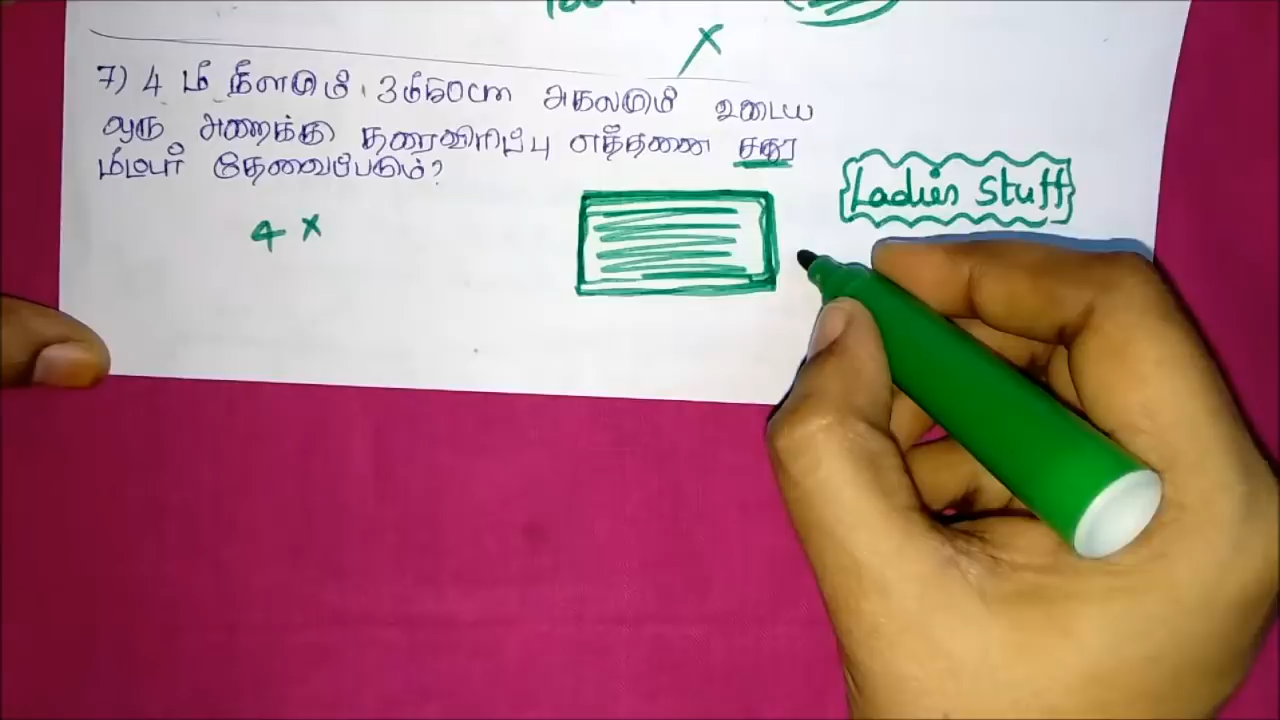 7) 4 மீ நீளமும் 3மீ50cm அகலமும் உடைய
ஒரு அறைக்கு தரைவிரிப்பு எத்தனை சதுர
மீட்டர் தேவைப்படும்?
Ladies Stuff
4 x